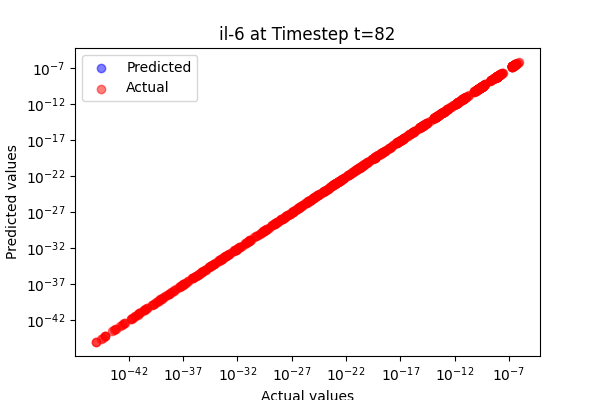 il-6 at Timestep t=82
Predicted
Actual
Predicted values
10⁻⁷
10⁻¹²
10⁻¹⁷
10⁻²²
10⁻²⁷
10⁻³²
10⁻³⁷
10⁻⁴²
10⁻⁴² 10⁻³⁷ 10⁻³² 10⁻²⁷ 10⁻²² 10⁻¹⁷ 10⁻¹² 10⁻⁷
Actual values